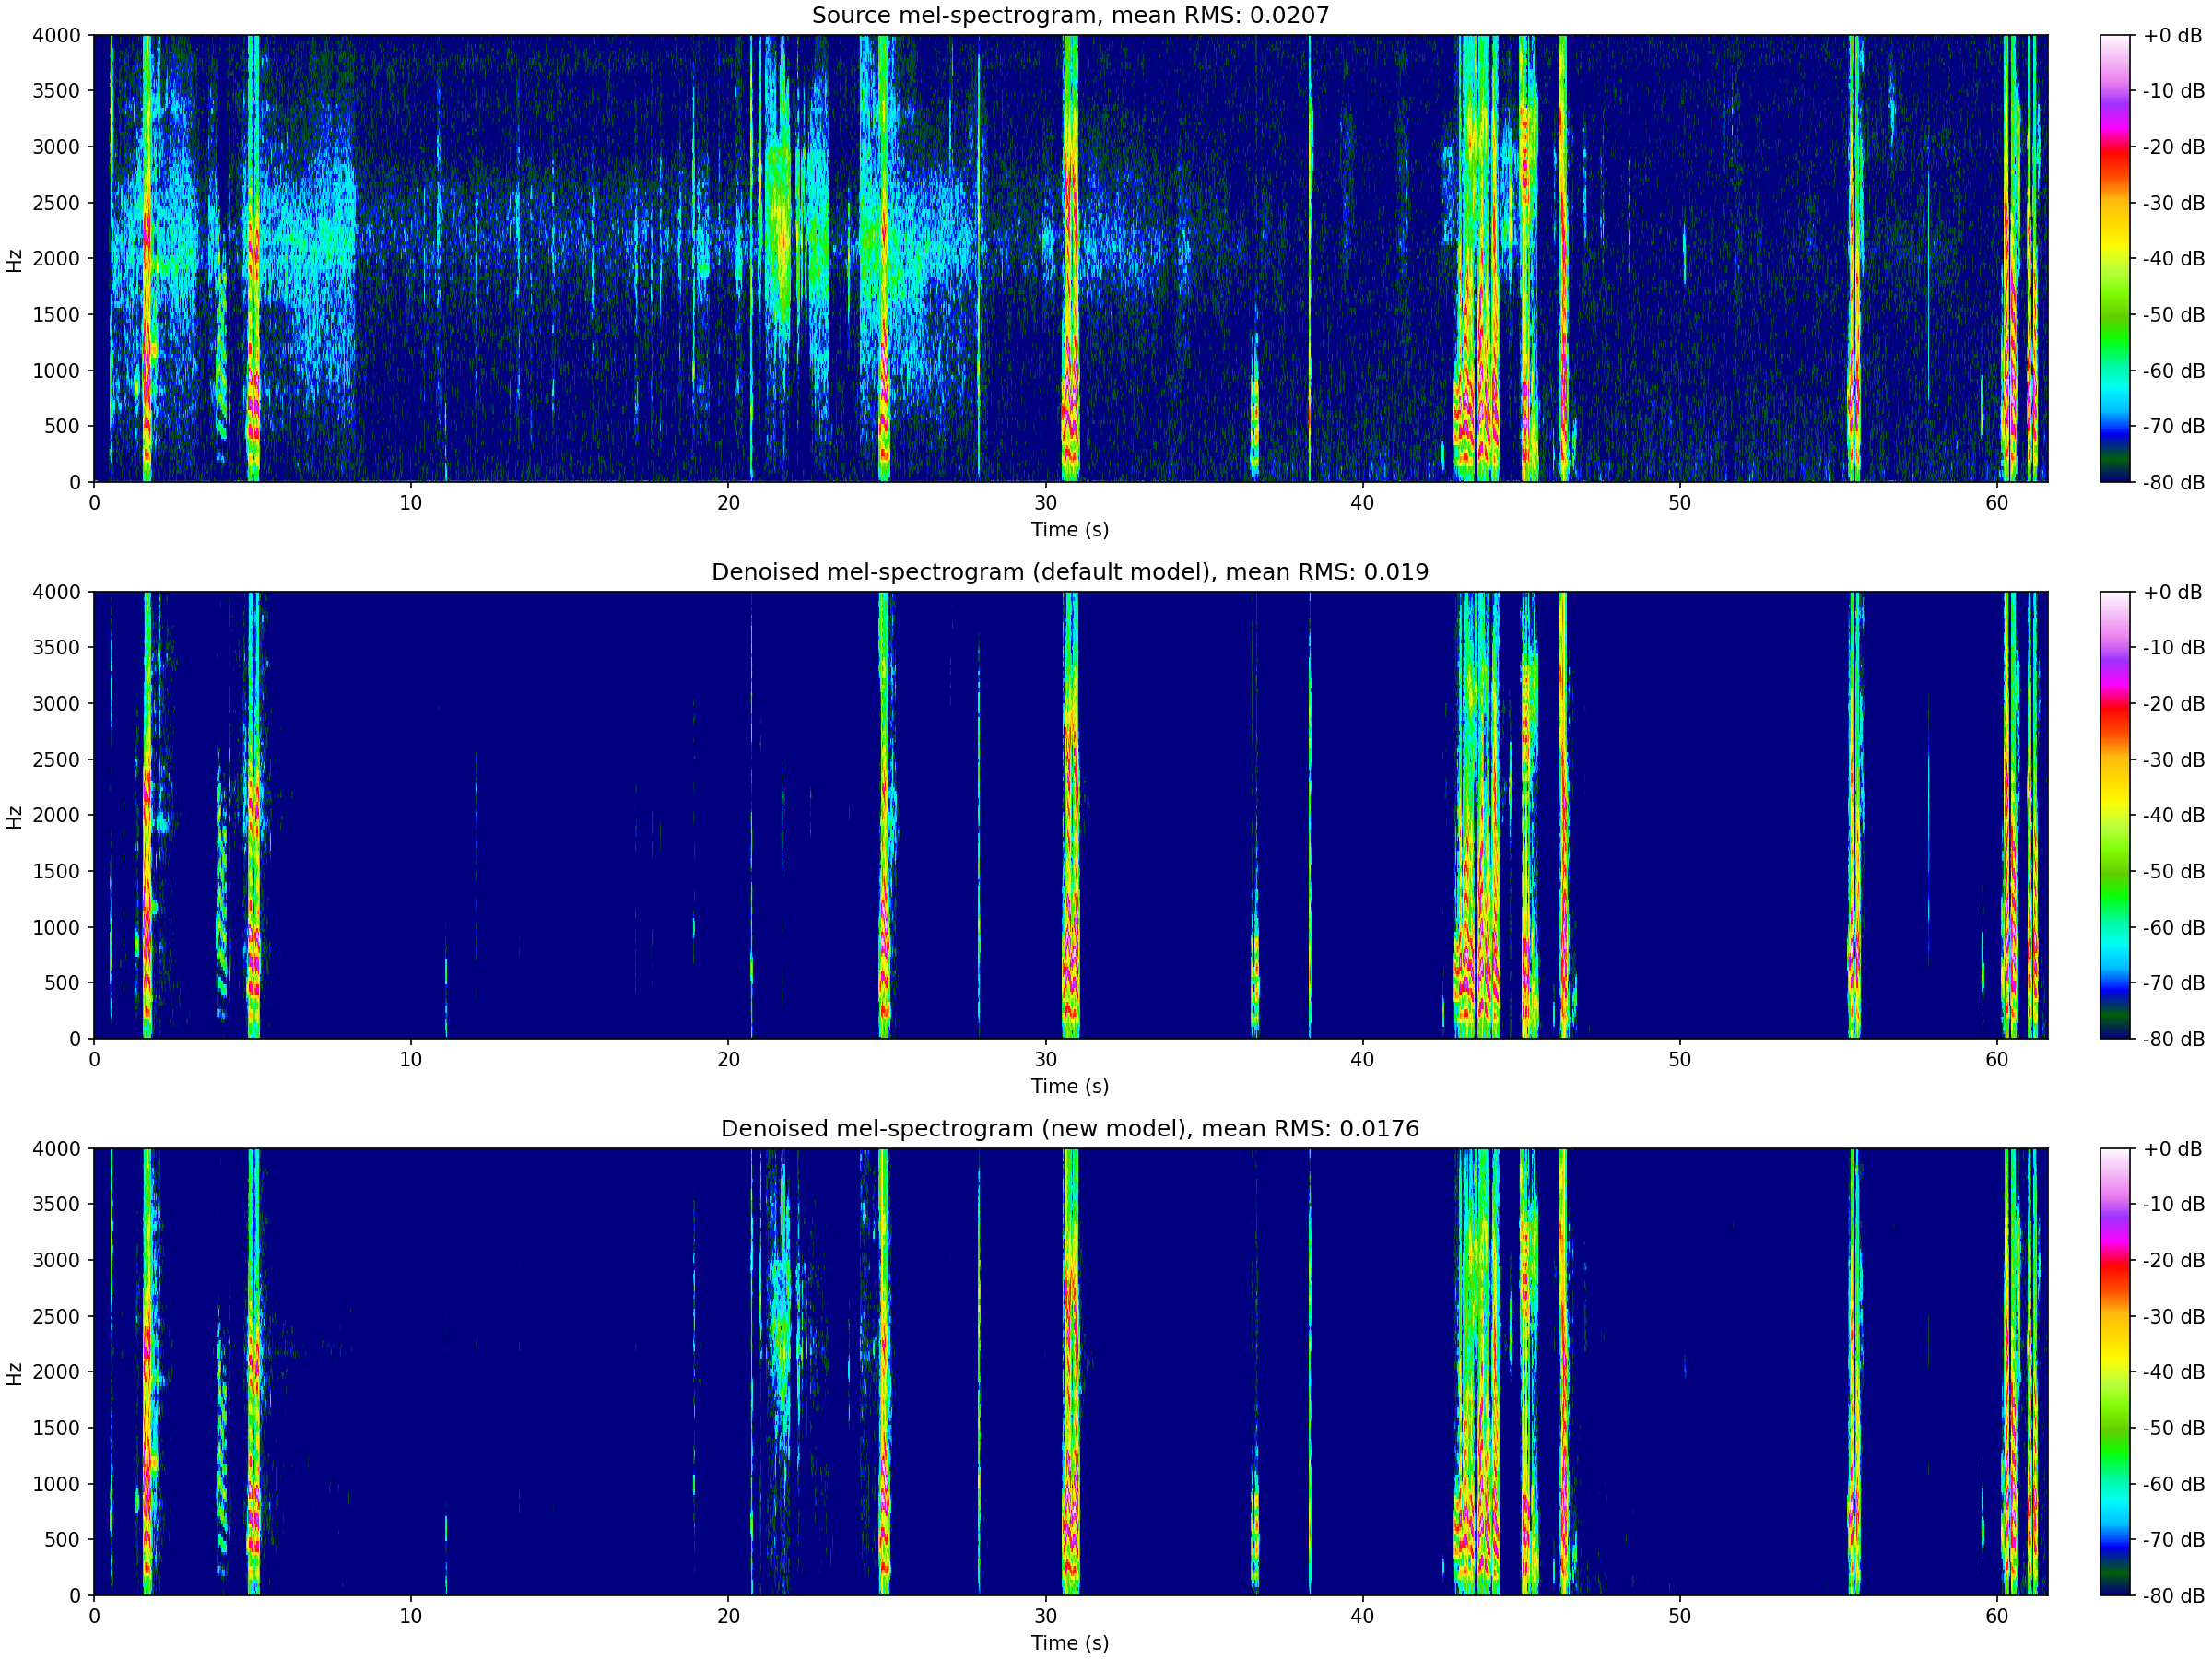 Source mel-spectrogram, mean RMS: 0.0207
4000
3500
3000
2500
2000
1500
1000
500
0
Hz
0 10 20 30 40 50 60
Time (s)
+0 dB
-10 dB
-20 dB
-30 dB
-40 dB
-50 dB
-60 dB
-70 dB
-80 dB
Denoised mel-spectrogram (default model), mean RMS: 0.019
4000
3500
3000
2500
2000
1500
1000
500
0
Hz
0 10 20 30 40 50 60
Time (s)
+0 dB
-10 dB
-20 dB
-30 dB
-40 dB
-50 dB
-60 dB
-70 dB
-80 dB
Denoised mel-spectrogram (new model), mean RMS: 0.0176
4000
3500
3000
2500
2000
1500
1000
500
0
Hz
0 10 20 30 40 50 60
Time (s)
+0 dB
-10 dB
-20 dB
-30 dB
-40 dB
-50 dB
-60 dB
-70 dB
-80 dB